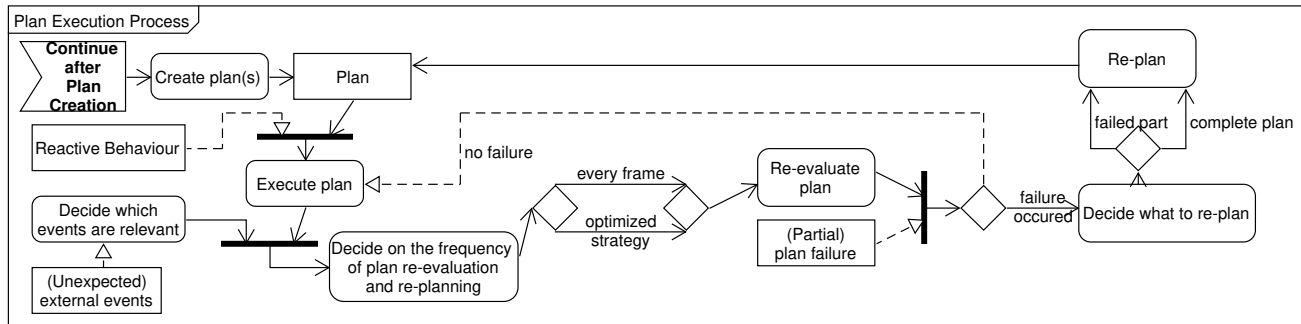 Plan Execution Process
Continue
after
Plan
Creation
Create plan(s)
Plan
Re-plan
Reactive Behaviour
no failure
failed part
complete plan
Execute plan
every frame
optimized
strategy
Re-evaluate
plan
Decide which
events are relevant
(Unexpected)
external events
Decide on the frequency
of plan re-evaluation
and re-planning
(Partial)
plan failure
failure
occured
Decide what to re-plan